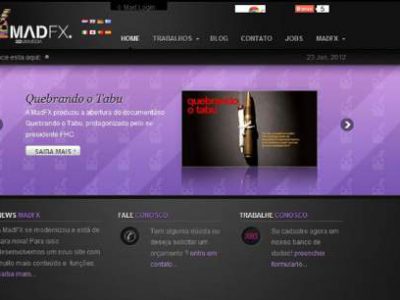 Mad Login
MADFX.
HOME TRABALHOS BLOG CONTATO JOBS MADFX
ce esta aqui: 23 Jan, 2012
Quebrando o Tabu
A MadFX produziu a abertura do documentário
Quebrando o Tabu, protagonizado pelo ex-
presidente FHC.
SAIBA MAIS
quebrando
o tabu
NEWS MADFX
A MadFX se modernizou e está de
cara nova! Para isso
desenvolvemos um novo site com
muito mais conteúdo e funções.
Saiba mais...
FALE CONOSCO
Tem alguma dúvida ou
deseja solicitar um
orçamento ? entre em
contato...
TRABALHE CONOSCO
JOBS
Se cadastre agora em
nosso banco de
dados! preencher
formulário...